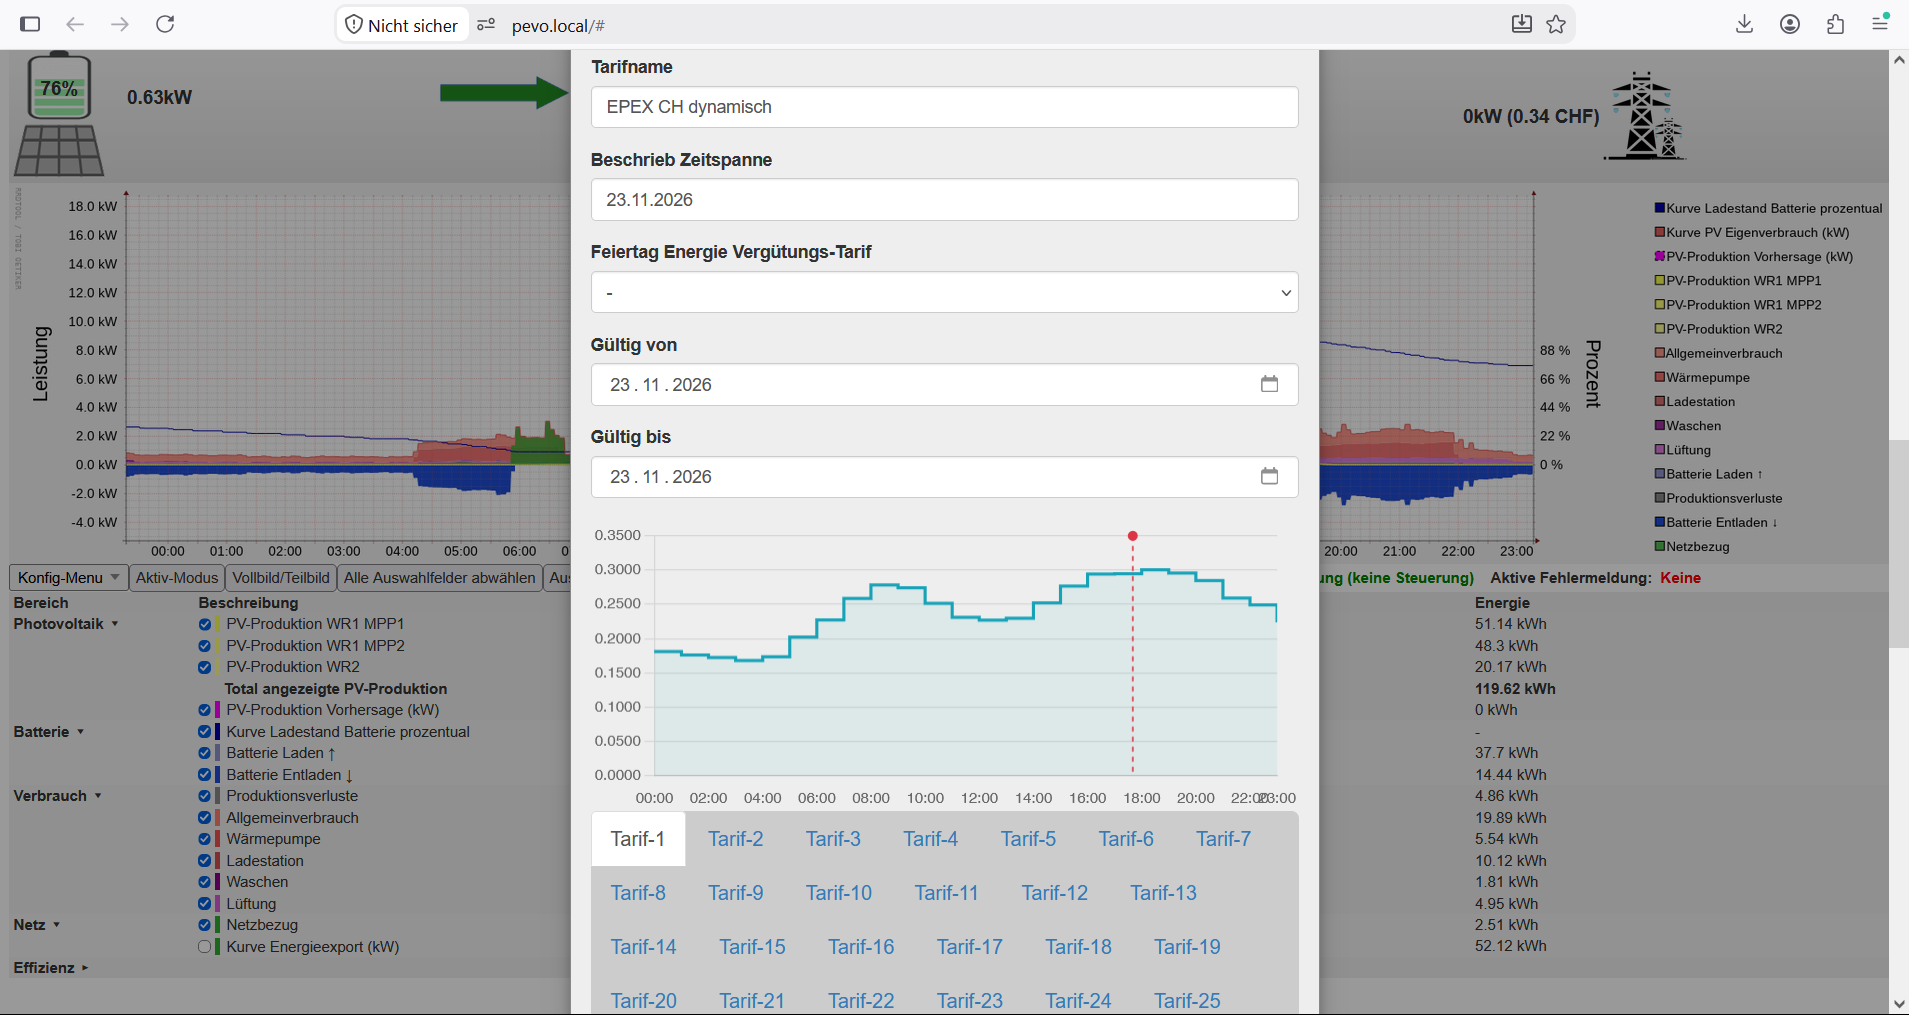 Nicht sicher
pevo.local/#
76%
0.63kW
0kW (0.34 CHF)
Tarifname
EPEX CH dynamisch
Beschrieb Zeitspanne
23.11.2026
Feiertag Energie Vergütungs-Tarif
-
Gültig von
23 . 11 . 2026
Gültig bis
23 . 11 . 2026
0.3500
0.3000
0.2500
0.2000
0.1500
0.1000
0.0500
0.0000
00:00 02:00 04:00 06:00 08:00 10:00 12:00 14:00 16:00 18:00 20:00 22:00 23:00
Tarif-1 Tarif-2 Tarif-3 Tarif-4 Tarif-5 Tarif-6 Tarif-7
Tarif-8 Tarif-9 Tarif-10 Tarif-11 Tarif-12 Tarif-13
Tarif-14 Tarif-15 Tarif-16 Tarif-17 Tarif-18 Tarif-19
Tarif-20 Tarif-21 Tarif-22 Tarif-23 Tarif-24 Tarif-25
RRDTOOL / TOBI OETIKER
Leistung
18.0 kW
16.0 kW
14.0 kW
12.0 kW
10.0 kW
8.0 kW
6.0 kW
4.0 kW
2.0 kW
0.0 kW
-2.0 kW
-4.0 kW
00:00 01:00 02:00 03:00 04:00 05:00 06:00 0
20:00 21:00 22:00 23:00
88 %
66 %
44 %
22 %
0 %
Prozent
Kurve Ladestand Batterie prozentual
Kurve PV Eigenverbrauch (kW)
PV-Produktion Vorhersage (kW)
PV-Produktion WR1 MPP1
PV-Produktion WR1 MPP2
PV-Produktion WR2
Allgemeinverbrauch
Wärmepumpe
Ladestation
Waschen
Lüftung
Batterie Laden ↑
Produktionsverluste
Batterie Entladen ↓
Netzbezug
Konfig-Menu Aktiv-Modus Vollbild/Teilbild Alle Auswahlfelder abwählen Aus
ung (keine Steuerung) Aktive Fehlermeldung: Keine
Bereich Beschreibung Energie
Photovoltaik PV-Produktion WR1 MPP1 51.14 kWh
PV-Produktion WR1 MPP2 48.3 kWh
PV-Produktion WR2 20.17 kWh
Total angezeigte PV-Produktion 119.62 kWh
PV-Produktion Vorhersage (kW) 0 kWh
Batterie Kurve Ladestand Batterie prozentual -
Batterie Laden ↑ 37.7 kWh
Batterie Entladen ↓ 14.44 kWh
Verbrauch Produktionsverluste 4.86 kWh
Allgemeinverbrauch 19.89 kWh
Wärmepumpe 5.54 kWh
Ladestation 10.12 kWh
Waschen 1.81 kWh
Lüftung 4.95 kWh
Netz Netzbezug 2.51 kWh
Kurve Energieexport (kW) 52.12 kWh
Effizienz